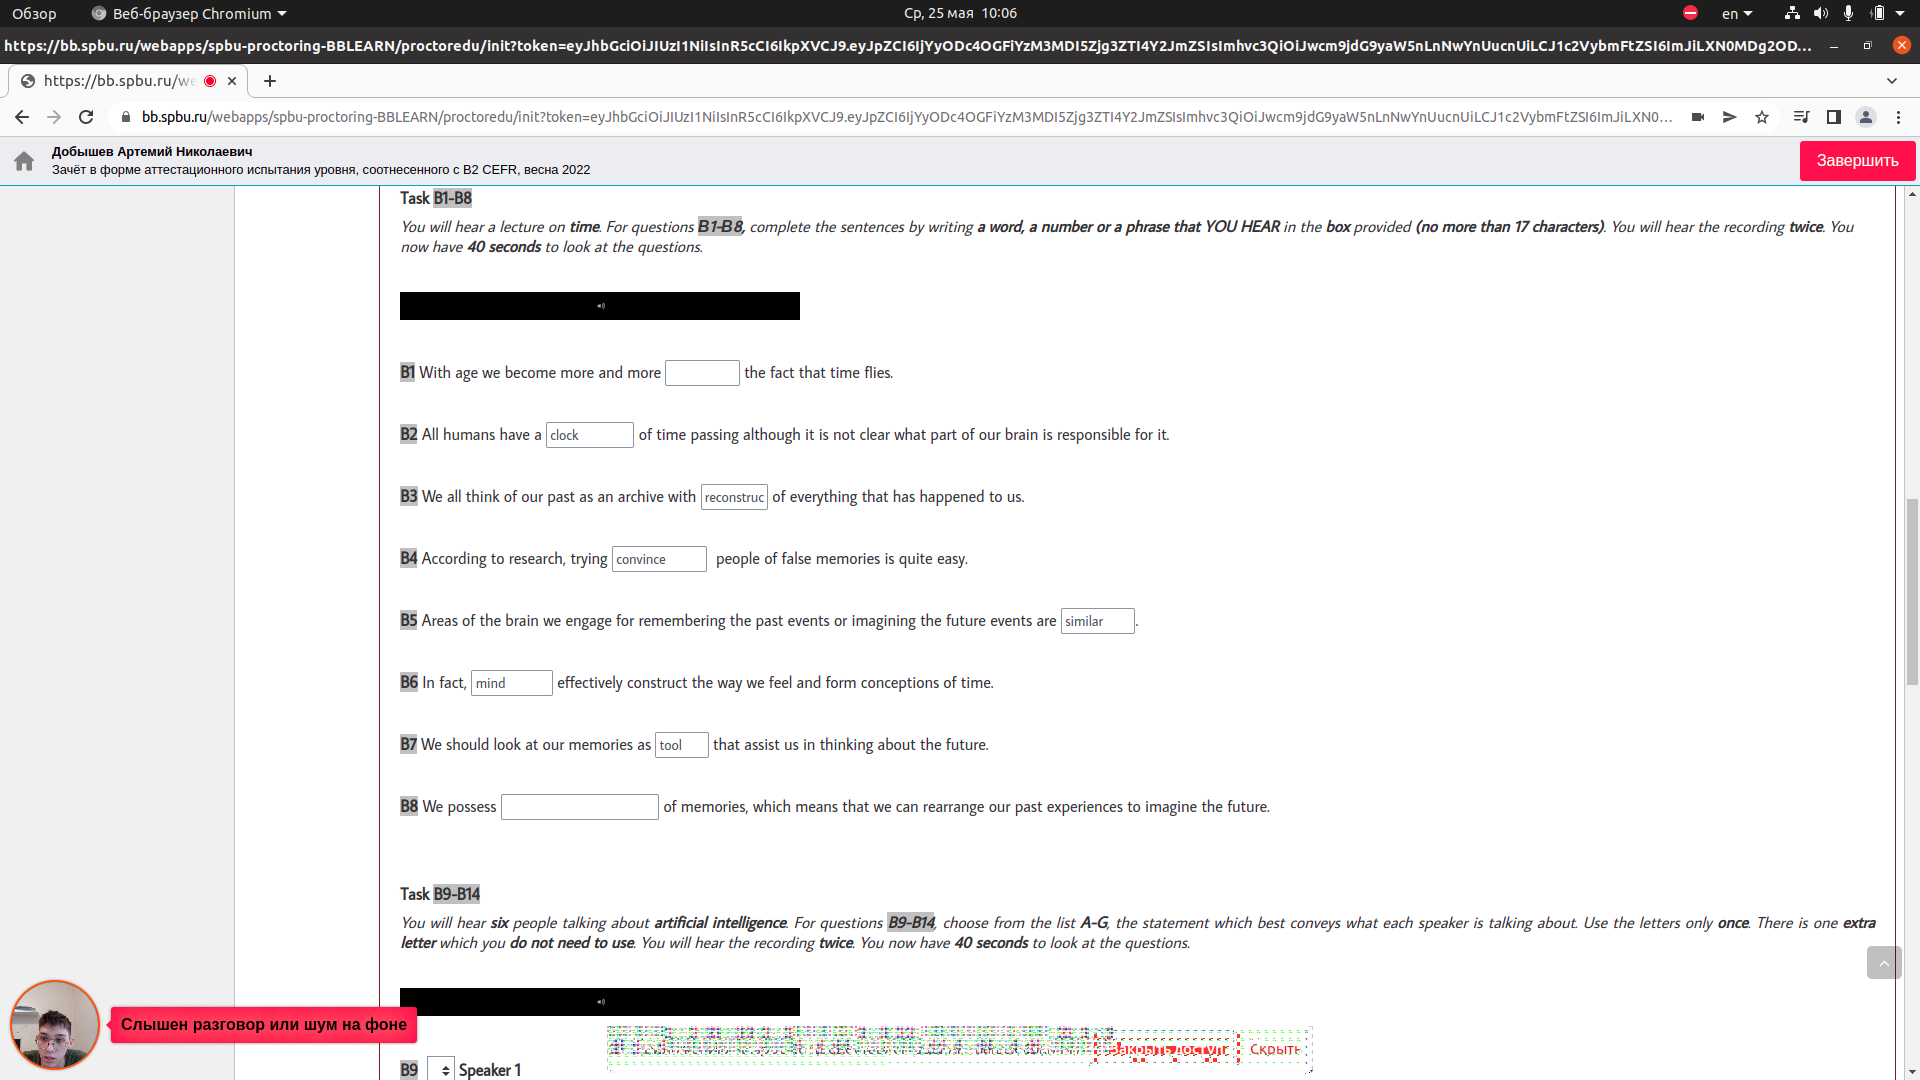 Обзор
Веб-браузер Chromium
Ср, 25 мая 10:06
en
https://bb.spbu.ru/webapps/spbu-proctoring-BBLEARN/proctoredu/init?token=eyJhbGciOiJIUzI1NiIsInR5cCI6IkpXVCJ9.eyJpZCI6IjYyODc4OGFiYzM3MDI5Zjg3ZTI4Y2JmZSIsImhvc3QiOiJwcm9jdG9yaW5nLnNwYnUucnUiLCJ1c2VybmFtZSI6ImJiLXN0MDg2OD...
https://bb.spbu.ru/we
bb.spbu.ru/webapps/spbu-proctoring-BBLEARN/proctoredu/init?token=eyJhbGciOiJIUzI1NiIsInR5cCI6IkpXVCJ9.eyJpZCI6IjYyODc4OGFiYzM3MDI5Zjg3ZTI4Y2JmZSIsImhvc3QiOiJwcm9jdG9yaW5nLnNwYnUucnUiLCJ1c2VybmFtZSI6ImJiLXN0...
Добышев Артемий Николаевич
Зачёт в форме аттестационного испытания уровня, соотнесенного с B2 CEFR, весна 2022
Завершить
Task B1-B8
You will hear a lecture on time. For questions B1-B8, complete the sentences by writing a word, a number or a phrase that YOU HEAR in the box provided (no more than 17 characters). You will hear the recording twice. You
now have 40 seconds to look at the questions.
B1 With age we become more and more the fact that time flies.
B2 All humans have a clock of time passing although it is not clear what part of our brain is responsible for it.
B3 We all think of our past as an archive with reconstruc of everything that has happened to us.
B4 According to research, trying convince people of false memories is quite easy.
B5 Areas of the brain we engage for remembering the past events or imagining the future events are similar.
B6 In fact, mind effectively construct the way we feel and form conceptions of time.
B7 We should look at our memories as tool that assist us in thinking about the future.
B8 We possess of memories, which means that we can rearrange our past experiences to imagine the future.
Task B9-B14
You will hear six people talking about artificial intelligence. For questions B9-B14, choose from the list A-G, the statement which best conveys what each speaker is talking about. Use the letters only once. There is one extra
letter which you do not need to use. You will hear the recording twice. You now have 40 seconds to look at the questions.
Слышен разговор или шум на фоне
Закрыть доступ
Скрыть
B9 Speaker 1